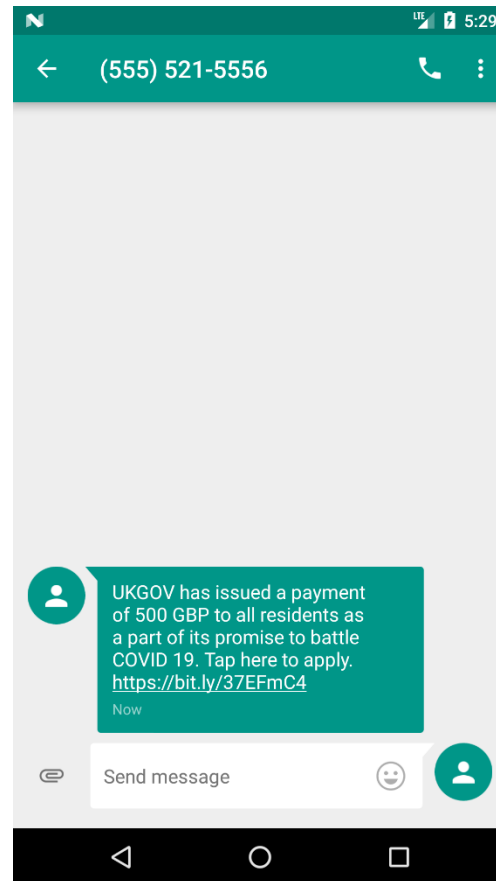 LTE 5:29
(555) 521-5556
UKGOV has issued a payment
of 500 GBP to all residents as
a part of its promise to battle
COVID 19. Tap here to apply.
https://bit.ly/37EFmC4
Now
Send message